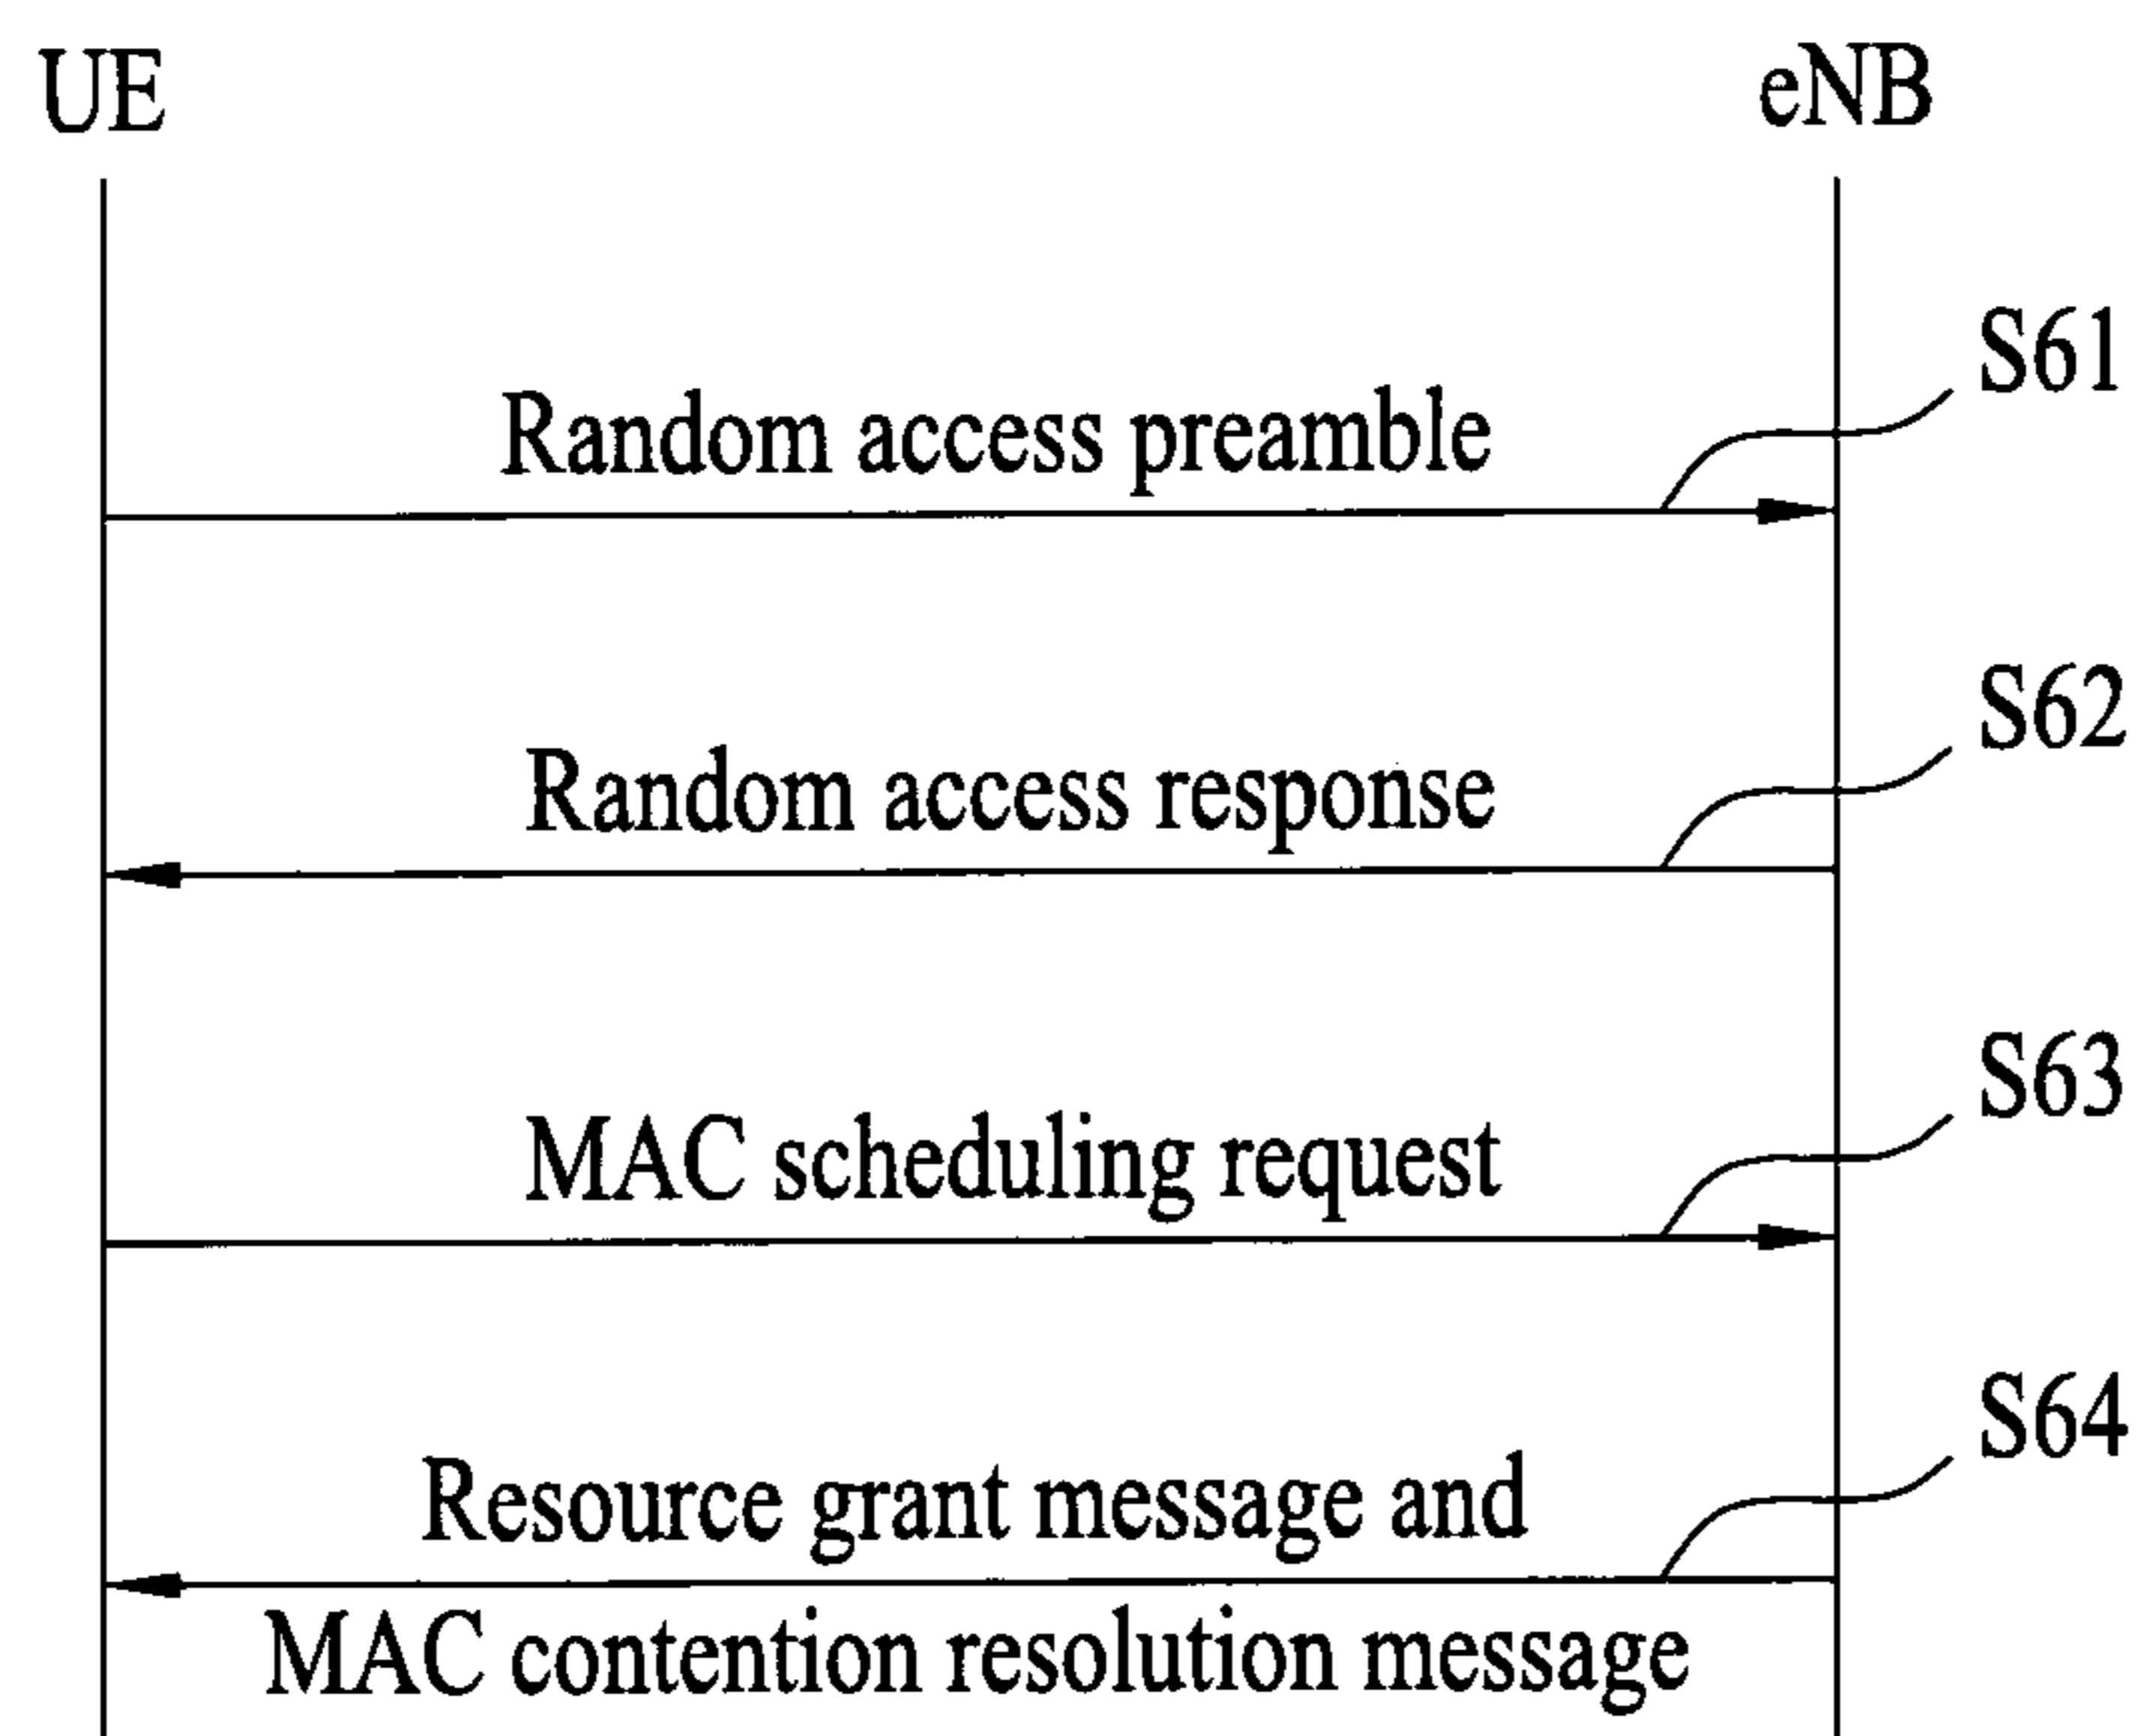 UE
eNB
S61
Random access preamble
S62
Random access response
S63
MAC scheduling request
S64
Resource grant message and
MAC contention resolution message